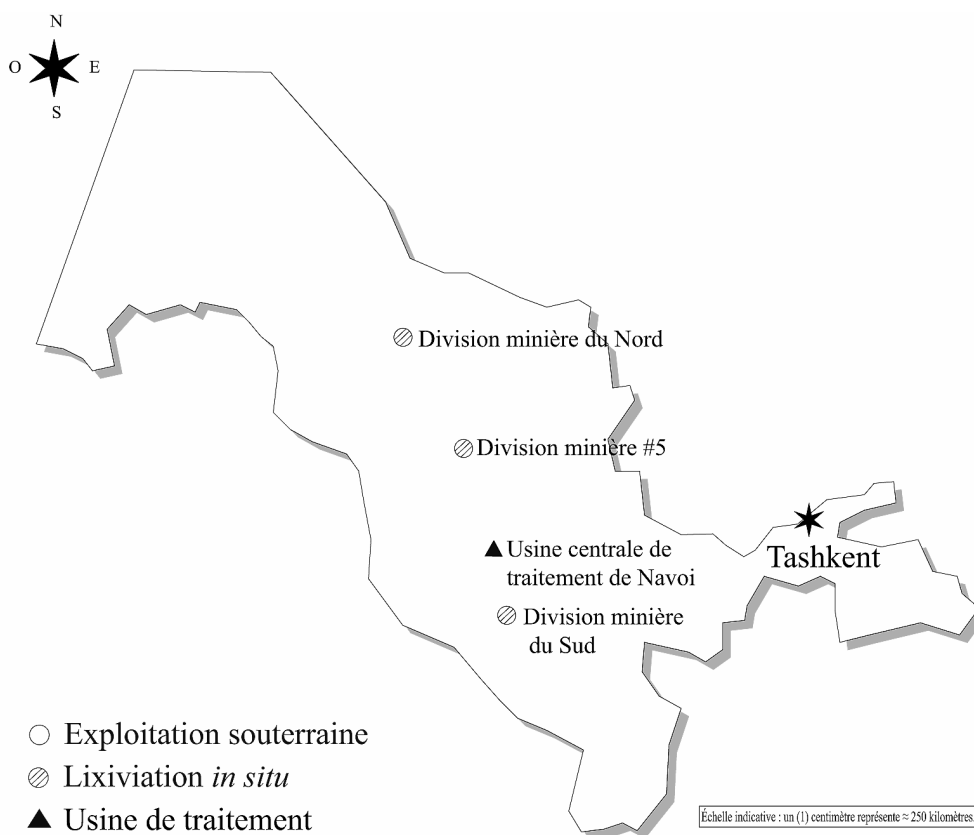 N
O E
S
Division minière du Nord
Division minière #5
Usine centrale de
traitement de Navoi
Tashkent
Division minière
du Sud
Exploitation souterraine
Lixiviation in situ
Usine de traitement
Échelle indicative : un (1) centimètre représente ≈ 250 kilomètres.